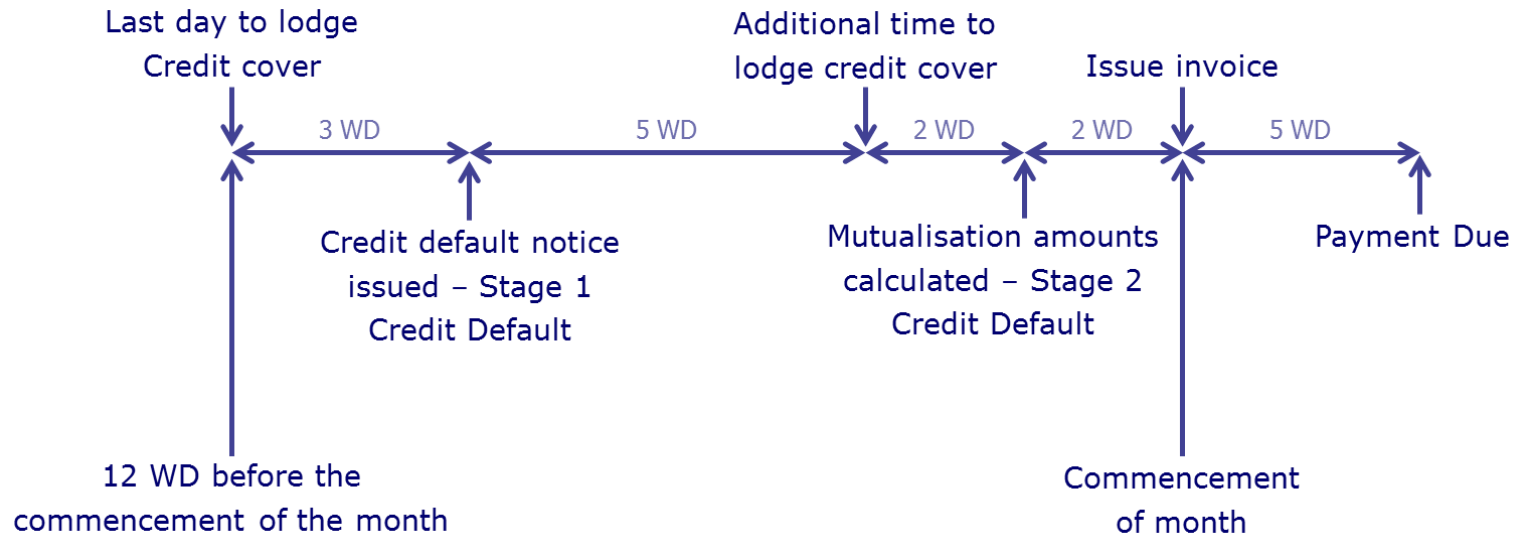 Last day to lodge
Credit cover
Additional time to
lodge credit cover
Issue invoice
3 WD
5 WD
2 WD
2 WD
5 WD
Credit default notice
issued – Stage 1
Credit Default
Mutualisation amounts
calculated – Stage 2
Credit Default
Payment Due
12 WD before the
commencement of the month
Commencement
of month